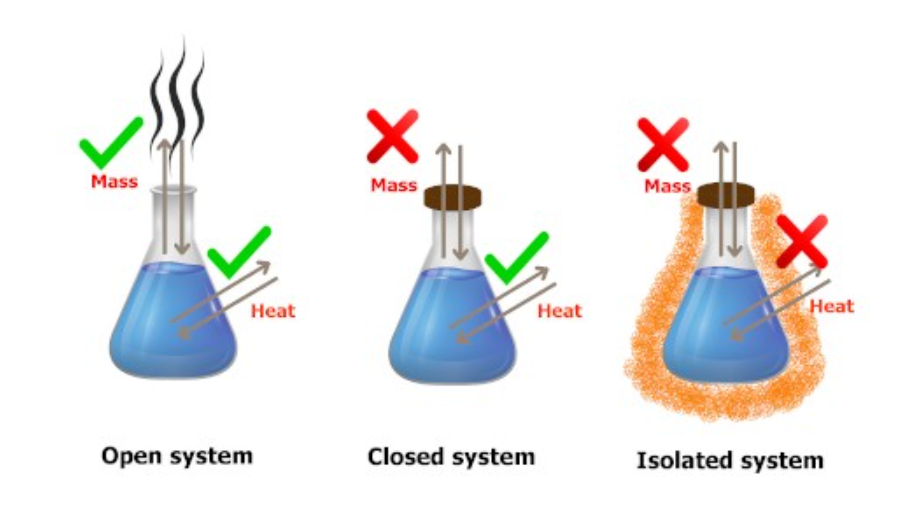 Mass
Heat
Open system
Mass
Heat
Closed system
Mass
Heat
Isolated system